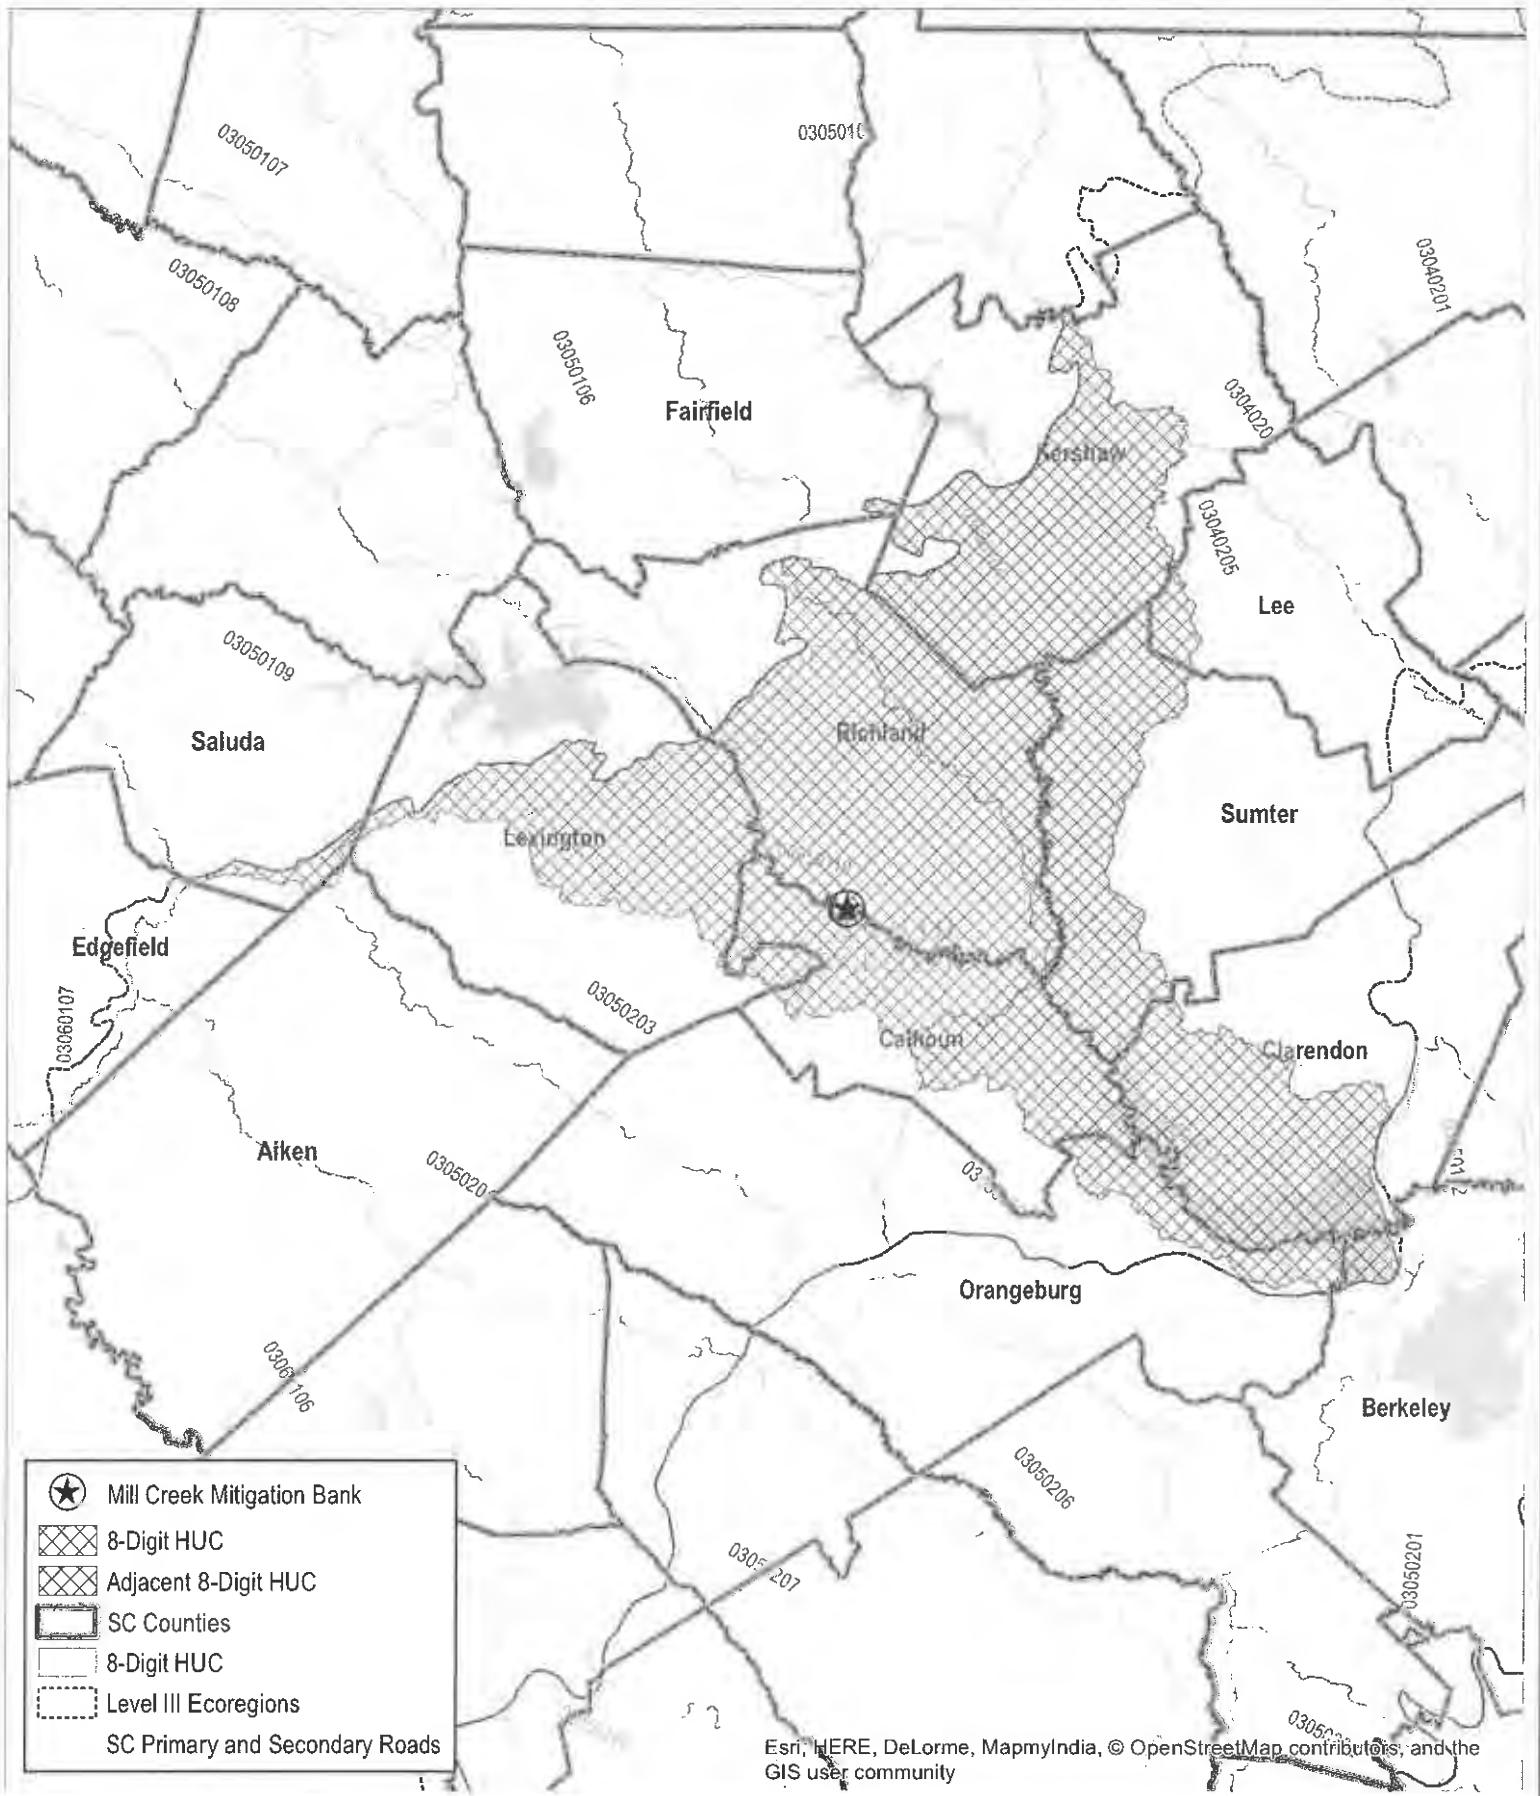 03050107
0305010
03050108
03040201
03050106
Fairfield
0304020
Kershaw
03040205
Lee
03050109
Saluda
Richland
Sumter
Lexington
Edgefield
03050203
03060107
Calhoun
Clarendon
Aiken
0305020
Orangeburg
Berkeley
03050206
03050201
Mill Creek Mitigation Bank
8-Digit HUC
Adjacent 8-Digit HUC
SC Counties
8-Digit HUC
Level III Ecoregions
SC Primary and Secondary Roads
Esri, HERE, DeLorme, MapmyIndia, © OpenStreetMap contributors, and the
GIS user community